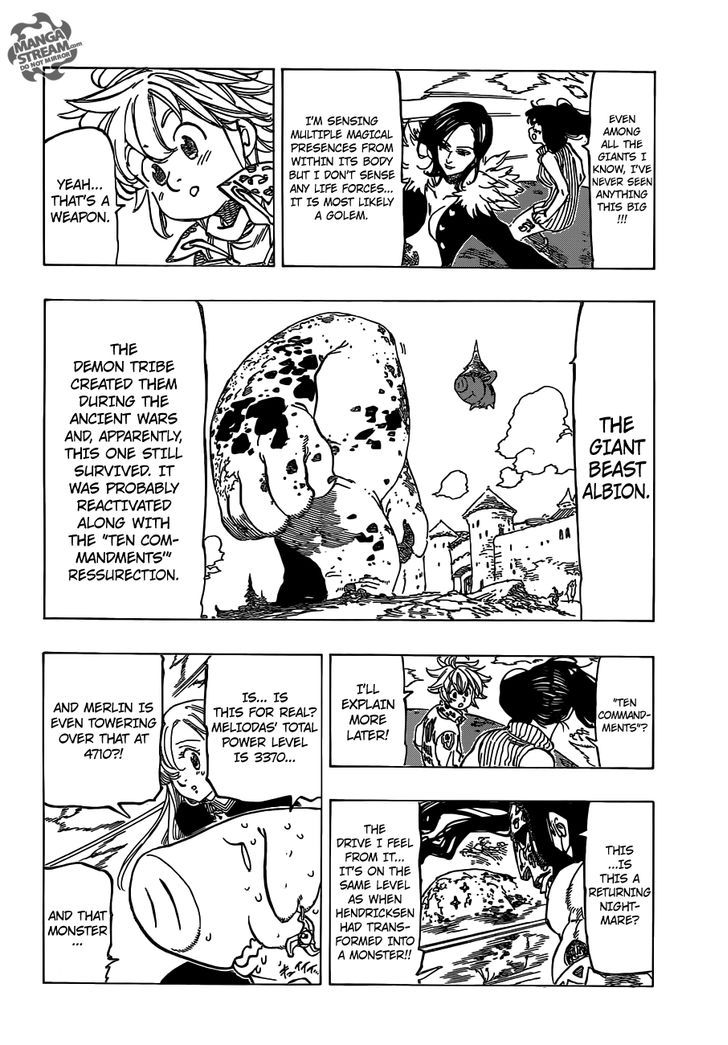 MANGA
STREAM.com
DO NOT MIRROR
EVEN
AMONG
ALL THE
GIANTS I
KNOW, I'VE
NEVER SEEN
ANYTHING
THIS BIG
!!!
I'M SENSING
MULTIPLE MAGICAL
PRESENCES FROM
WITHIN ITS BODY
BUT I DON'T SENSE
ANY LIFE FORCES...
IT IS MOST LIKELY
A GOLEM.
YEAH...
THAT'S A
WEAPON.
THE
GIANT
BEAST
ALBION.
THE
DEMON TRIBE
CREATED THEM
DURING THE
ANCIENT WARS
AND, APPARENTLY,
THIS ONE STILL
SURVIVED. IT
WAS PROBABLY
REACTIVATED
ALONG WITH
THE "TEN COM-
MANDMENTS'"
RESSURECTION.
"TEN
COMMAND-
MENTS"?
I'LL
EXPLAIN
MORE
LATER!
THIS
...IS
THIS A
RETURNING
NIGHT-
MARE?
THE
DRIVE I FEEL
FROM IT...
IT'S ON THE
SAME LEVEL
AS WHEN
HENDRICKSEN
HAD TRANS-
FORMED INTO
A MONSTER!!
IS... IS
THIS FOR REAL?
MELIODAS' TOTAL
POWER LEVEL
IS 3370...
AND MERLIN IS
EVEN TOWERING
OVER THAT AT
4710?!
AND THAT
MONSTER
...